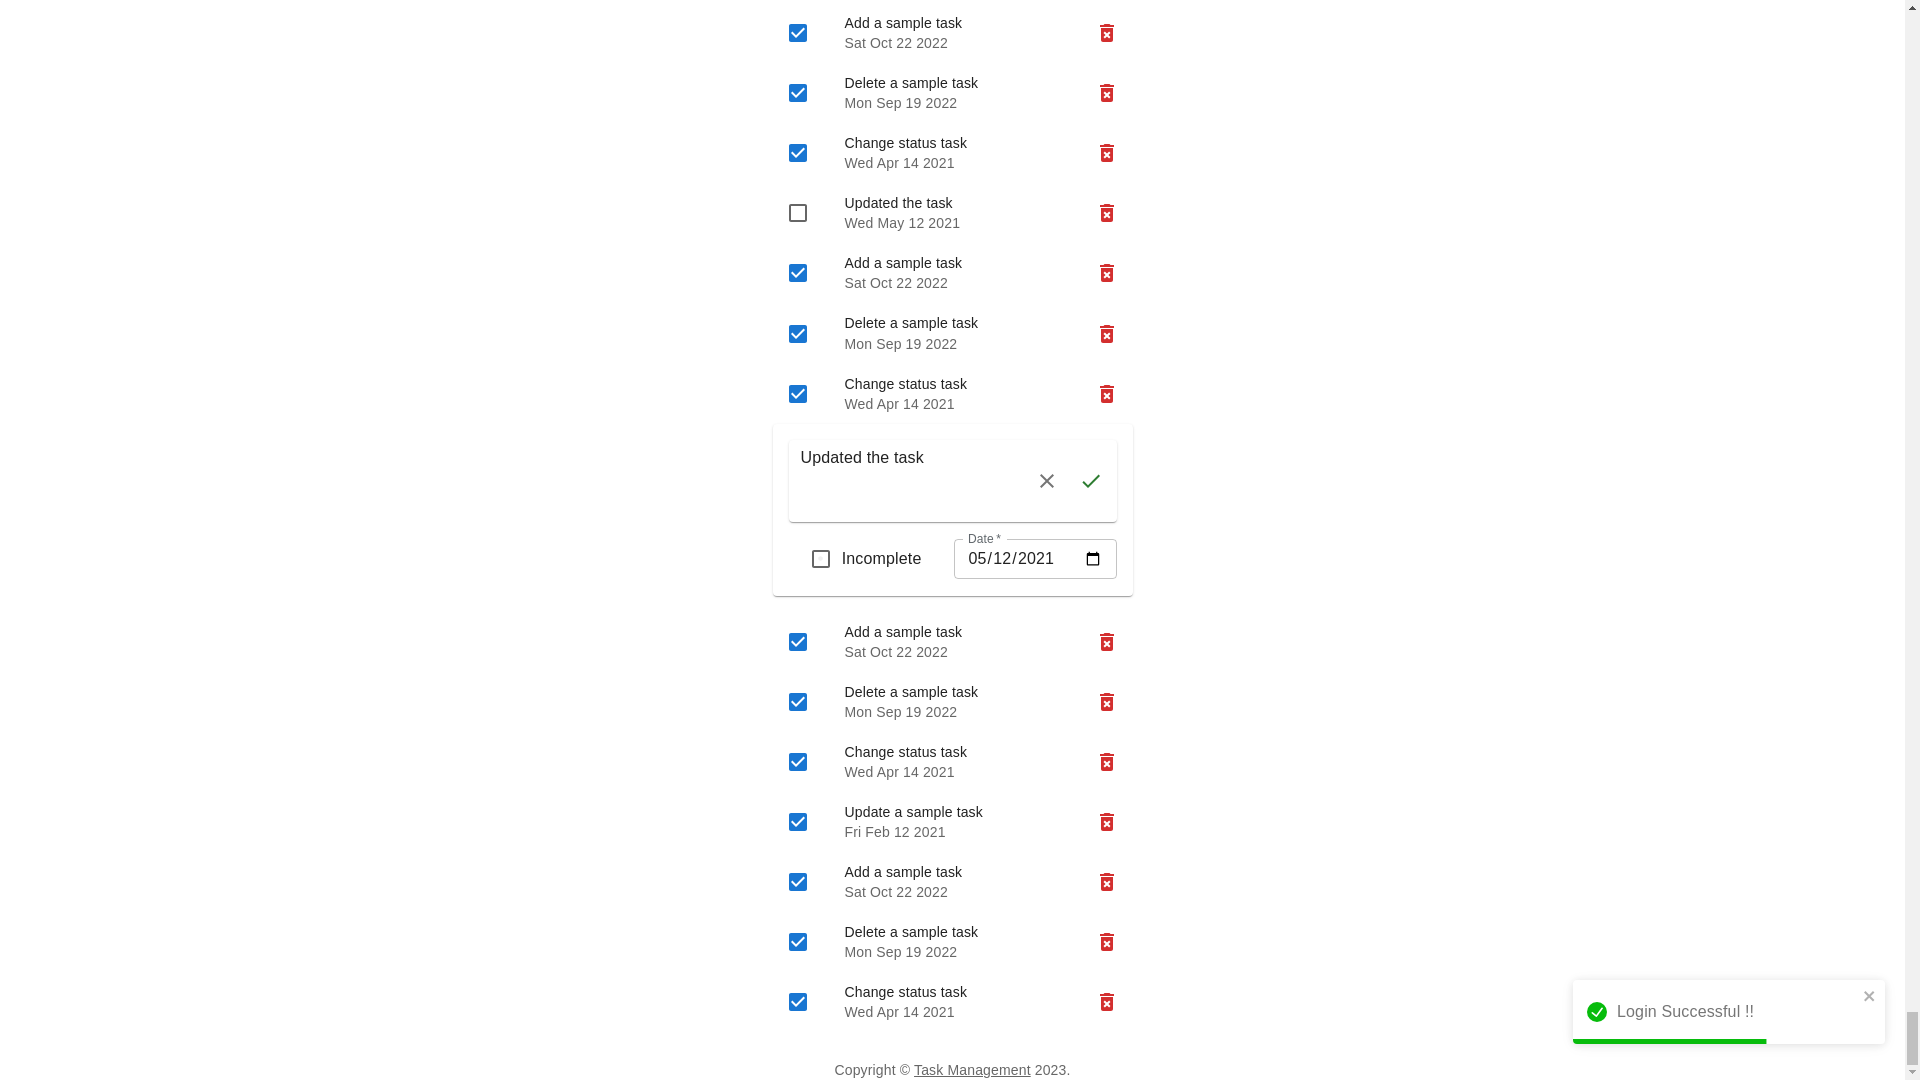 Add a sample task
Sat Oct 22 2022
Delete a sample task
Mon Sep 19 2022
Change status task
Wed Apr 14 2021
Updated the task
Wed May 12 2021
Add a sample task
Sat Oct 22 2022
Delete a sample task
Mon Sep 19 2022
Change status task
Wed Apr 14 2021
Updated the task
Date *
Incomplete
05/12/2021
Add a sample task
Sat Oct 22 2022
Delete a sample task
Mon Sep 19 2022
Change status task
Wed Apr 14 2021
Update a sample task
Fri Feb 12 2021
Add a sample task
Sat Oct 22 2022
Delete a sample task
Mon Sep 19 2022
Change status task
Wed Apr 14 2021
Login Successful !!
Copyright © Task Management 2023.